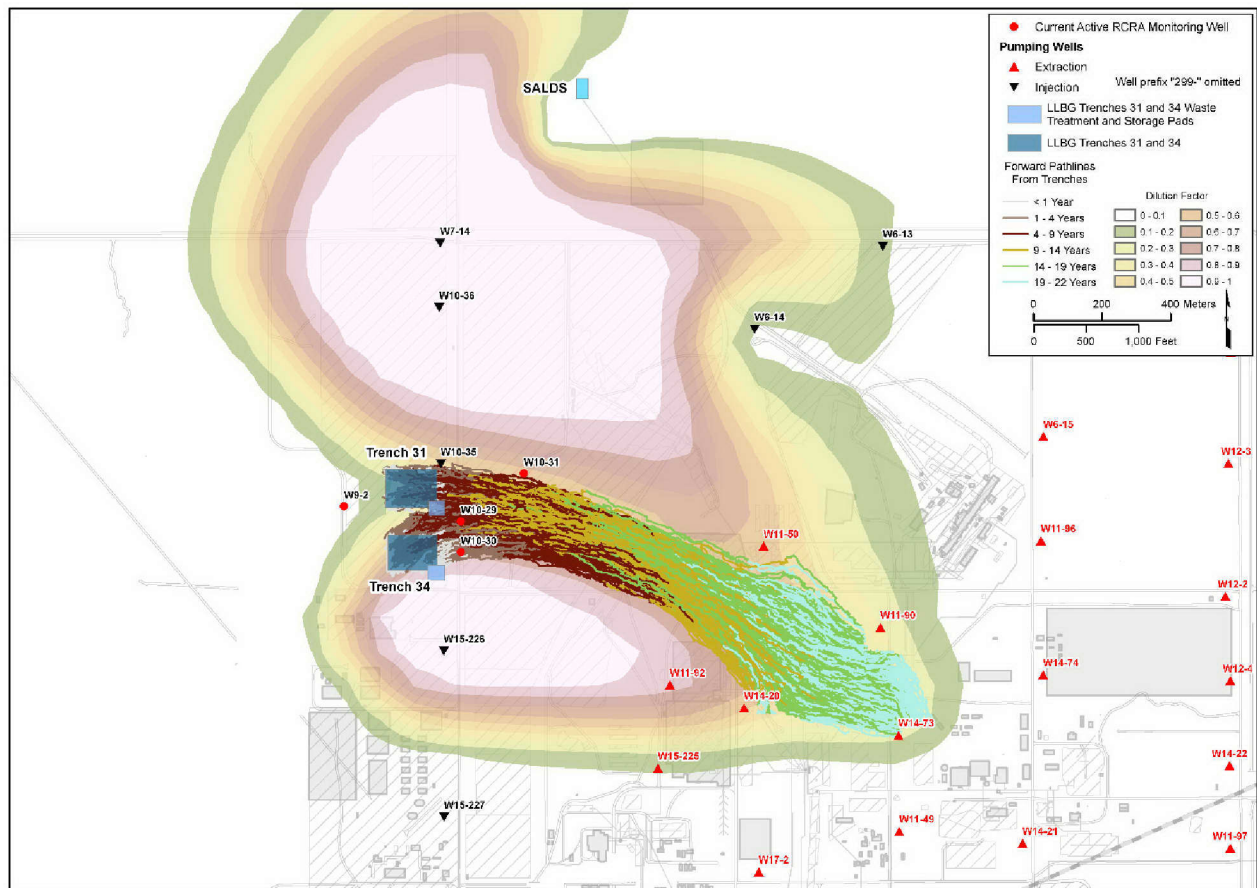 SALDS
W7-14
W6-13
W10-36
W6-14
Trench 31
W10-35
W10-31
W9-2
W10-29
W10-30
Trench 34
W11-50
W11-90
W15-226
W11-92
W14-20
W14-73
W15-225
W15-227
W11-49
W14-21
W17-2
W6-15
W12-3
W11-96
W12-2
W14-74
W12-4
W14-22
W11-97
Current Active RCRA Monitoring Well
Pumping Wells
Extraction
Injection
Well prefix "299-" omitted
LLBG Trenches 31 and 34 Waste
Treatment and Storage Pads
LLBG Trenches 31 and 34
Forward Pathlines
From Trenches
< 1 Year
1 - 4 Years
4 - 9 Years
9 - 14 Years
14 - 19 Years
19 - 22 Years
Dilution Factor
0 - 0.1
0.1 - 0.2
0.2 - 0.3
0.3 - 0.4
0.4 - 0.5
0.5 - 0.6
0.6 - 0.7
0.7 - 0.8
0.8 - 0.9
0.9 - 1
0 200 400 Meters
0 500 1,000 Feet